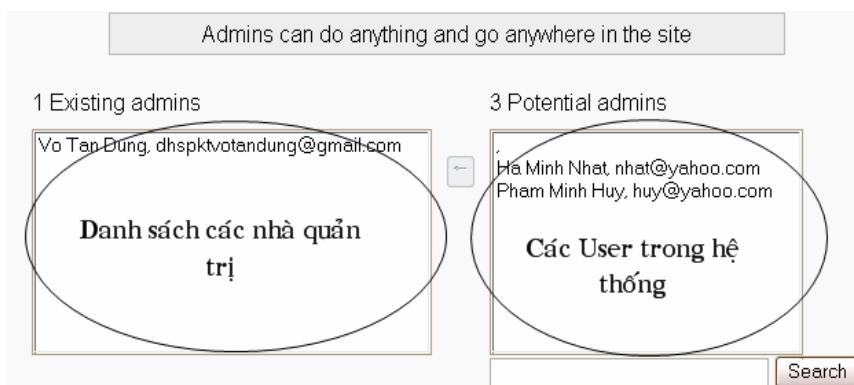 Admins can do anything and go anywhere in the site
1 Existing admins
Vo Tan Dung, dhspktvotandung@gmail.com
Danh sách các nhà quản
trị
←
3 Potential admins
,
Ha Minh Nhat, nhat@yahoo.com
Pham Minh Huy, huy@yahoo.com
Các User trong hệ
thống
Search